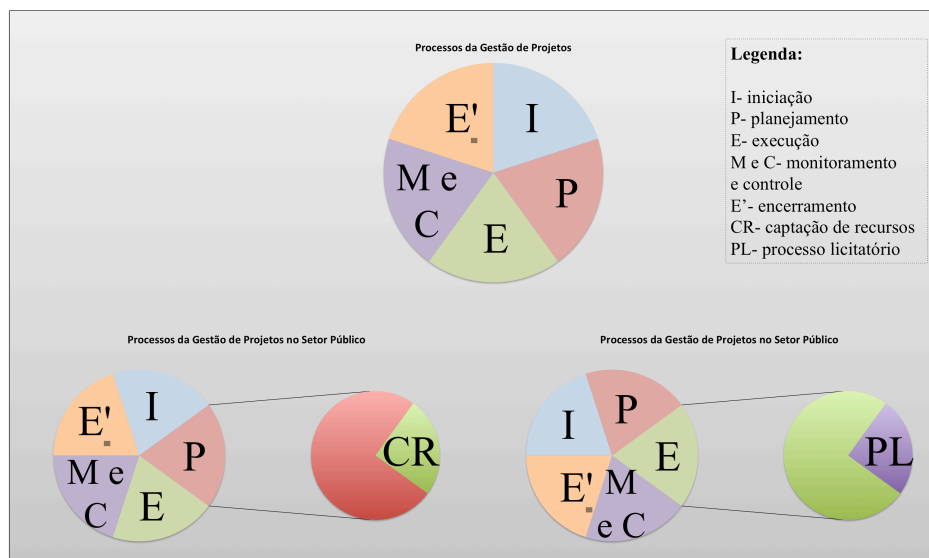 Processos da Gestão de Projetos
E'
I
M e
C
P
E
Legenda:
I- iniciação
P- planejamento
E- execução
M e C- monitoramento
e controle
E’- encerramento
CR- captação de recursos
PL- processo licitatório
Processos da Gestão de Projetos no Setor Público
E'
I
P
M e
C
E
CR
Processos da Gestão de Projetos no Setor Público
I
P
E
E'
M
e C
PL